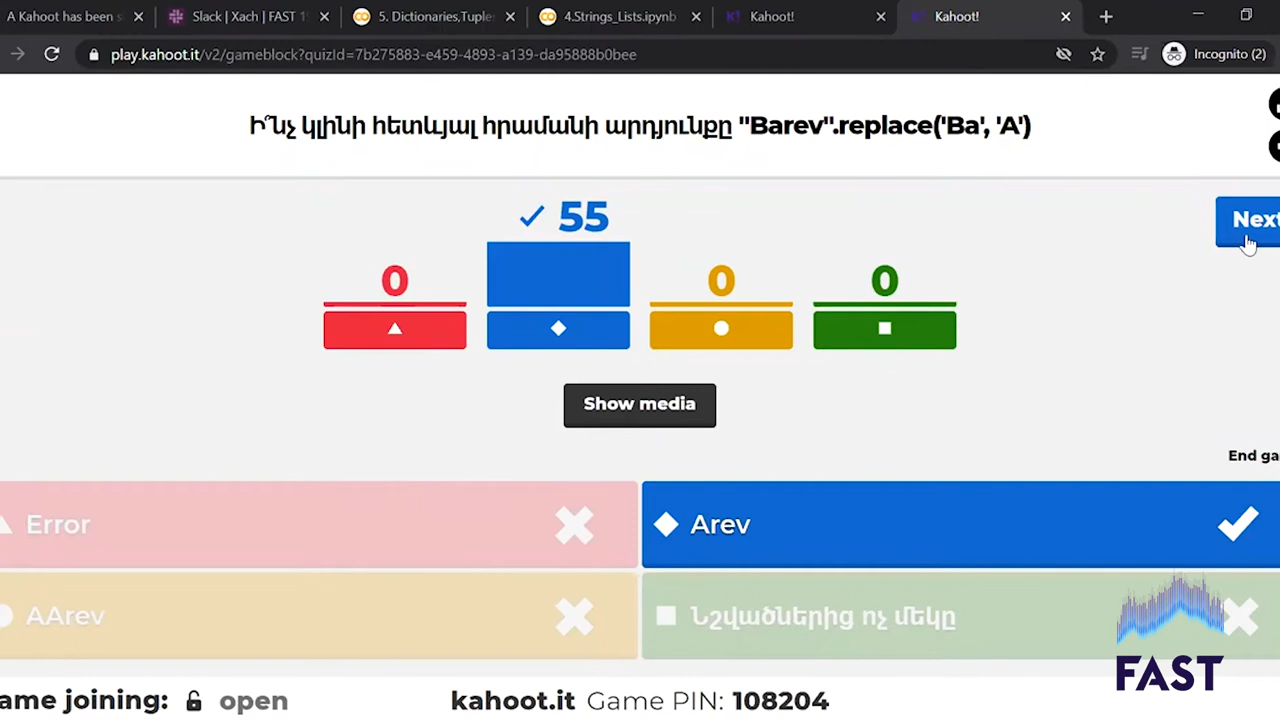 A Kahoot has been s
Slack | Xach | FAST 1
5. Dictionaries,Tuple
4.Strings_Lists.ipynb
Kahoot!
Kahoot!
play.kahoot.it/v2/gameblock?quizId=7b275883-e459-4893-a139-da95888b0bee
Incognito (2)
Ի՞նչ կլինի հետևյալ հրամանի արդյունքը "Barev".replace('Ba', 'A')
55
0
0
0
Next
Show media
End ga
Error
Arev
AArev
Նշվածներից ոչ մեկը
FAST
ame joining: open
kahoot.it Game PIN: 108204